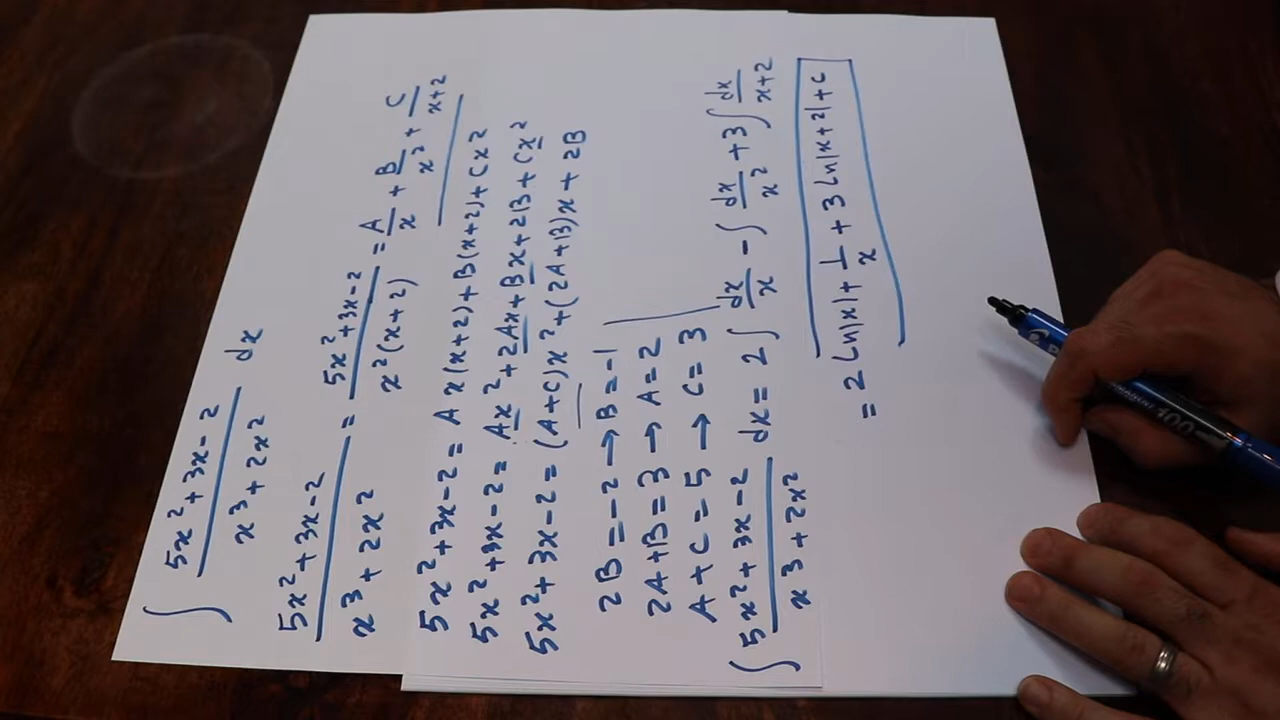 ∫ (5x² + 3x - 2)/(x³ + 2x²) dx
(5x² + 3x - 2)/(x³ + 2x²) = (5x² + 3x - 2)/(x²(x+2)) = A/x + B/x² + C/(x+2)
5x² + 3x - 2 = Ax(x+2) + B(x+2) + Cx²
5x² + 3x - 2 = Ax² + 2Ax + Bx + 2B + Cx²
5x² + 3x - 2 = (A+C)x² + (2A+B)x + 2B
2B = -2 → B = -1
2A+B = 3 → A = 2
A+C = 5 → C = 3
∫ (5x² + 3x - 2)/(x³ + 2x²) dx = 2 ∫ dx/x - ∫ dx/x² + 3 ∫ dx/(x+2)
= 2 ln|x| + 1/x + 3 ln|x+2| + C
100